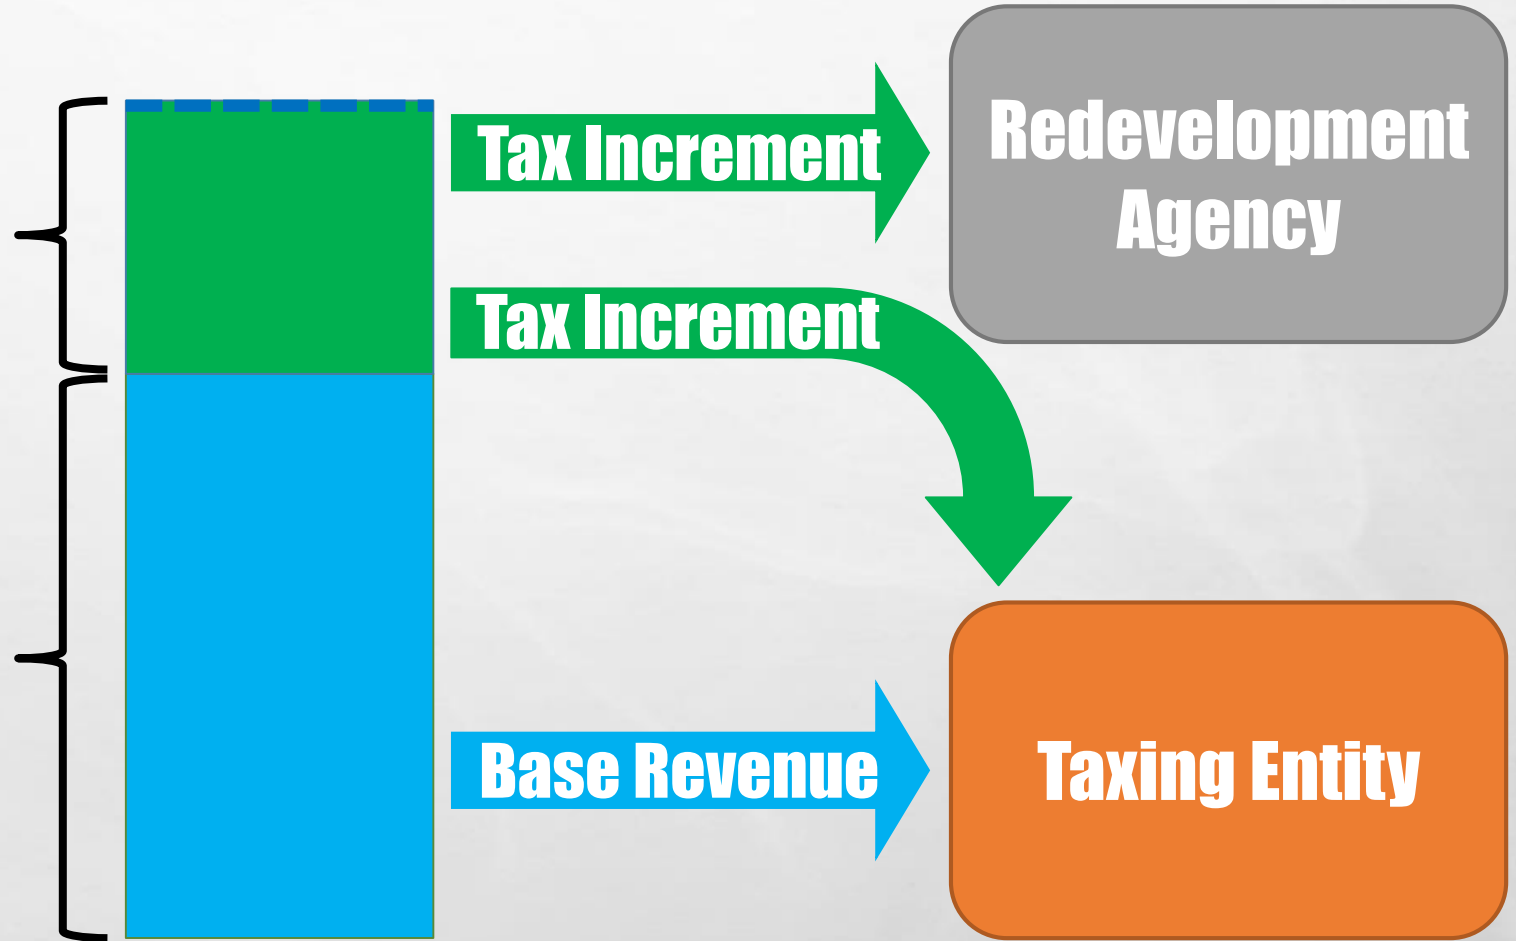 Tax Increment
Redevelopment
Agency
Tax Increment
Base Revenue
Taxing Entity